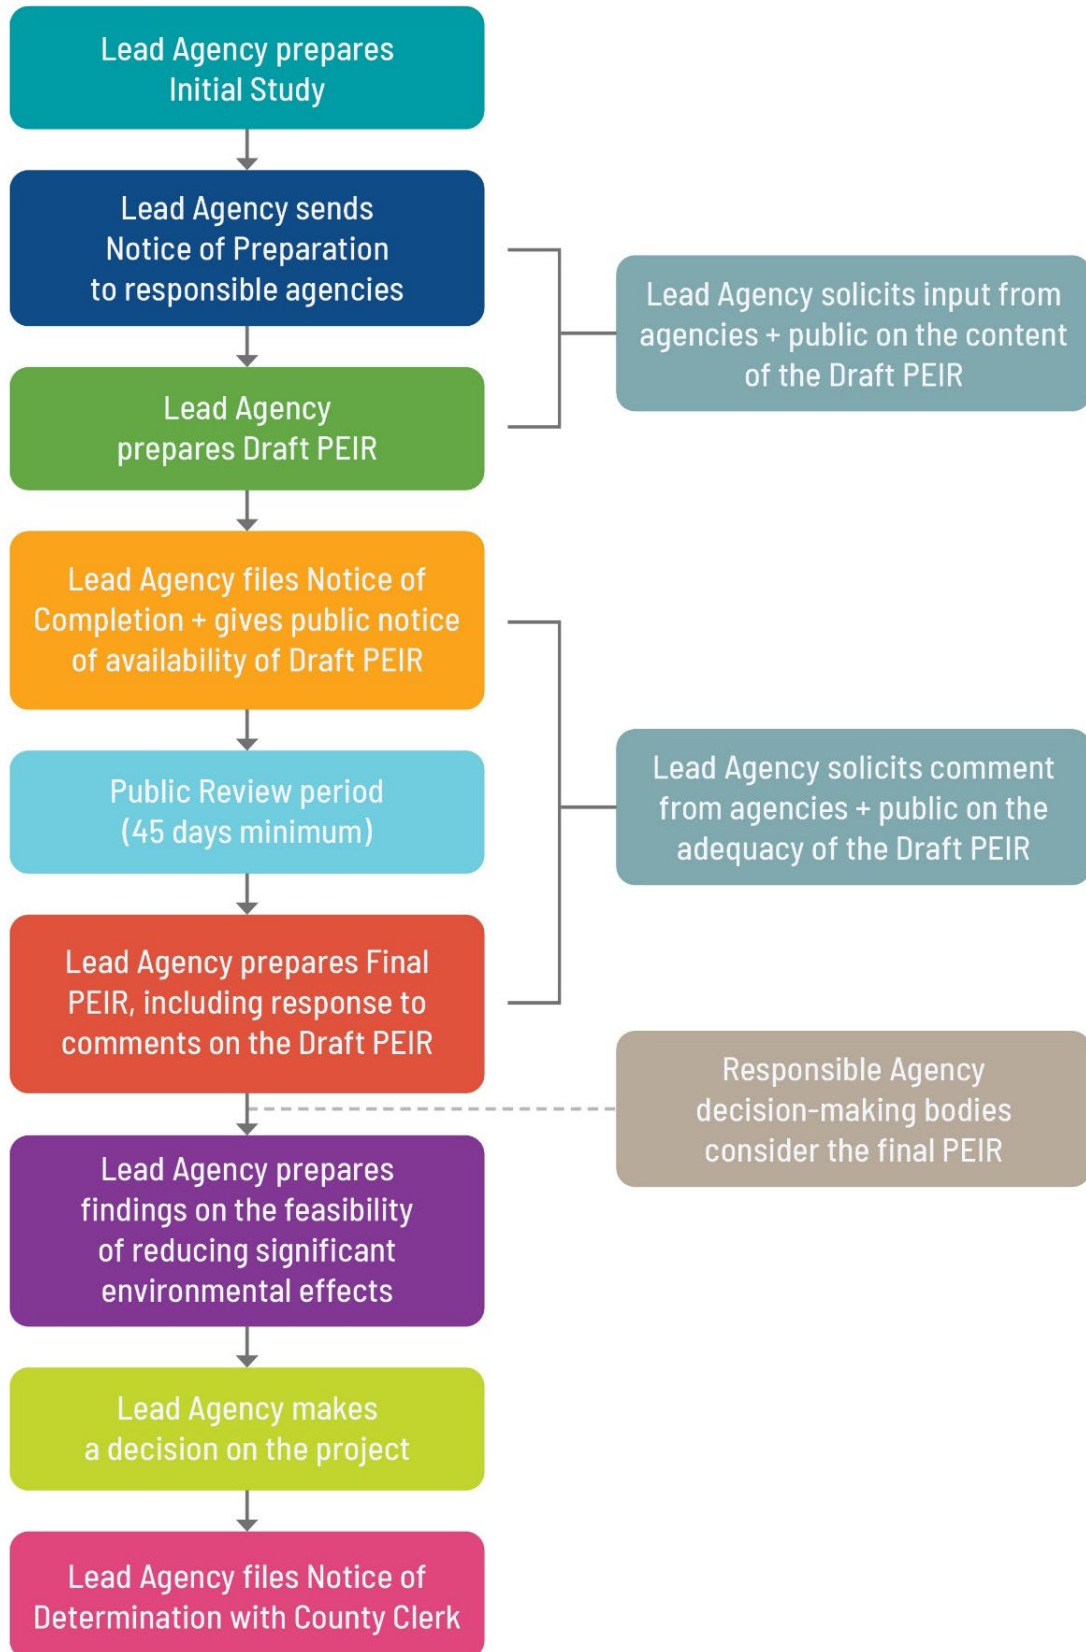 Lead Agency prepares
Initial Study
Lead Agency sends
Notice of Preparation
to responsible agencies
Lead Agency solicits input from
agencies + public on the content
of the Draft PEIR
Lead Agency
prepares Draft PEIR
Lead Agency files Notice of
Completion + gives public notice
of availability of Draft PEIR
Public Review period
(45 days minimum)
Lead Agency solicits comment
from agencies + public on the
adequacy of the Draft PEIR
Lead Agency prepares Final
PEIR, including response to
comments on the Draft PEIR
Responsible Agency
decision-making bodies
consider the final PEIR
Lead Agency prepares
findings on the feasibility
of reducing significant
environmental effects
Lead Agency makes
a decision on the project
Lead Agency files Notice of
Determination with County Clerk